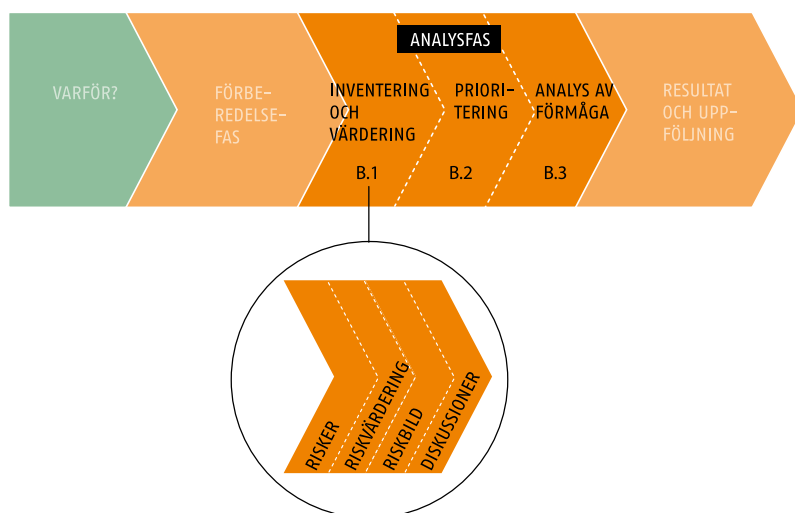 ANALYSFAS
VARFÖR?
FÖRBE-
REDELSE-
FAS
INVENTERING
OCH
VÄRDERING
B.1
PRIORI-
TERING
B.2
ANALYS AV
FÖRMÅGA
B.3
RESULTAT
OCH UPP-
FÖLJNING
RISKER
RISKVÄRDERING
RISKBILD
DISKUSSIONER